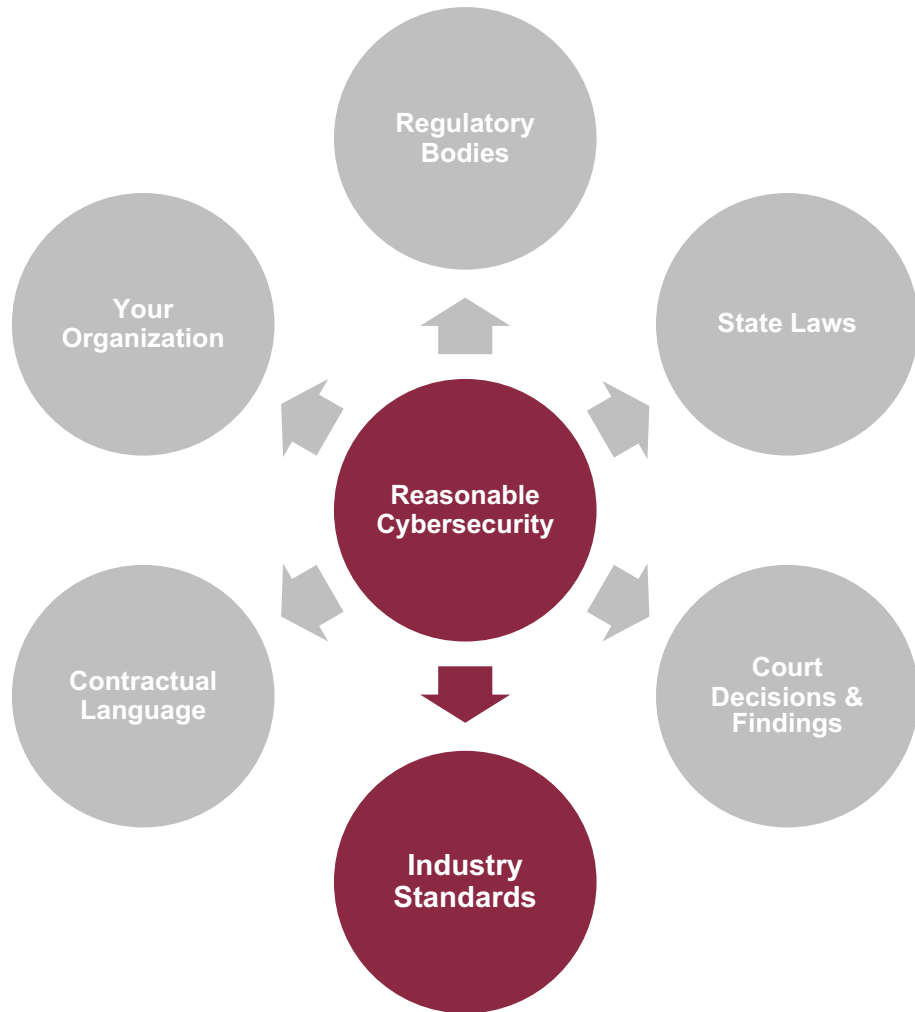 Regulatory
Bodies
Your
Organization
State Laws
Reasonable
Cybersecurity
Contractual
Language
Court
Decisions &
Findings
Industry
Standards